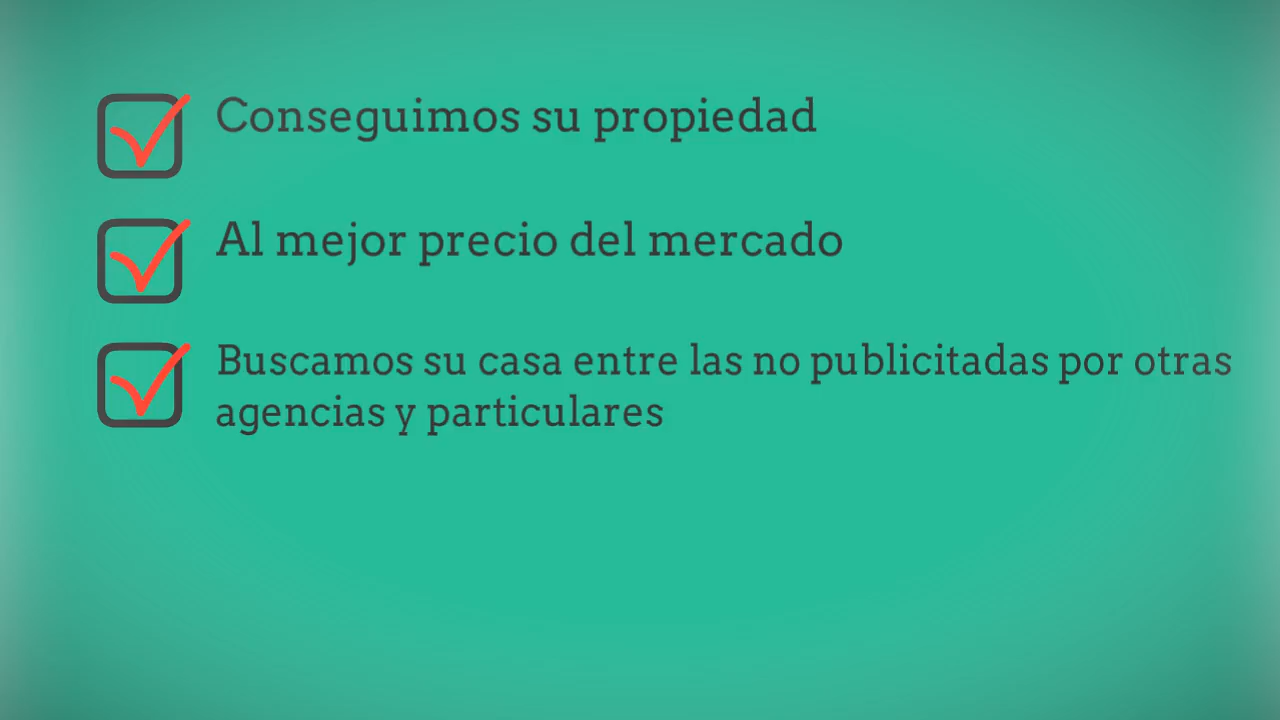 Conseguimos su propiedad
Al mejor precio del mercado
Buscamos su casa entre las no publicitadas por otras
agencias y particulares